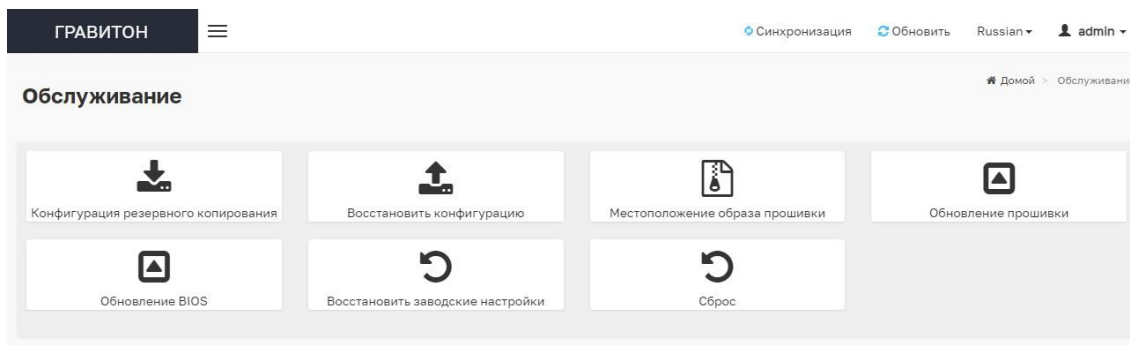 ГРАВИТОН
Синхронизация Обновить Russian admin
Домой > Обслуживани
Обслуживание
Конфигурация резервного копирования Восстановить конфигурацию Местоположение образа прошивки Обновление прошивки
Обновление BIOS Восстановить заводские настройки Сброс